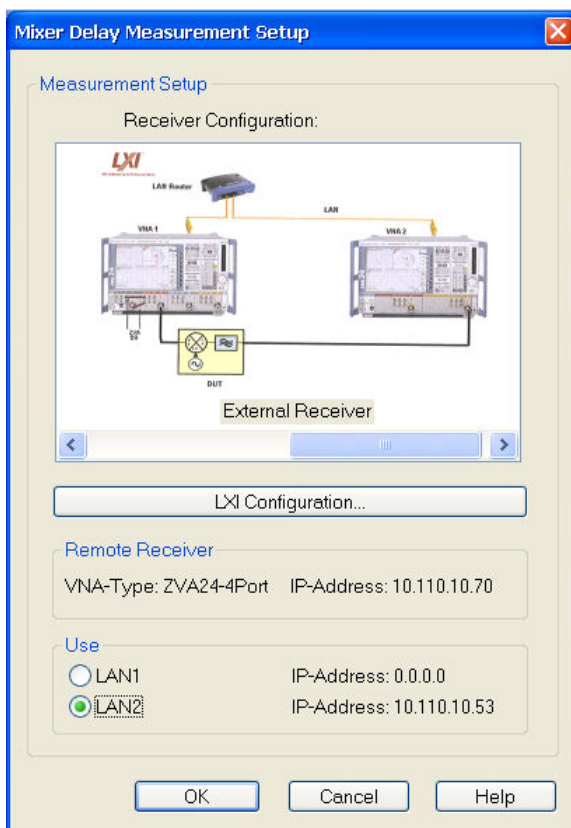 Mixer Delay Measurement Setup
Measurement Setup
Receiver Configuration:
LXI
LAN Router
LAN
VNA 1
VNA 2
DUT
External Receiver
LXI Configuration...
Remote Receiver
VNA-Type: ZVA24-4Port IP-Address: 10.110.10.70
Use
LAN1 IP-Address: 0.0.0.0
LAN2 IP-Address: 10.110.10.53
OK Cancel Help